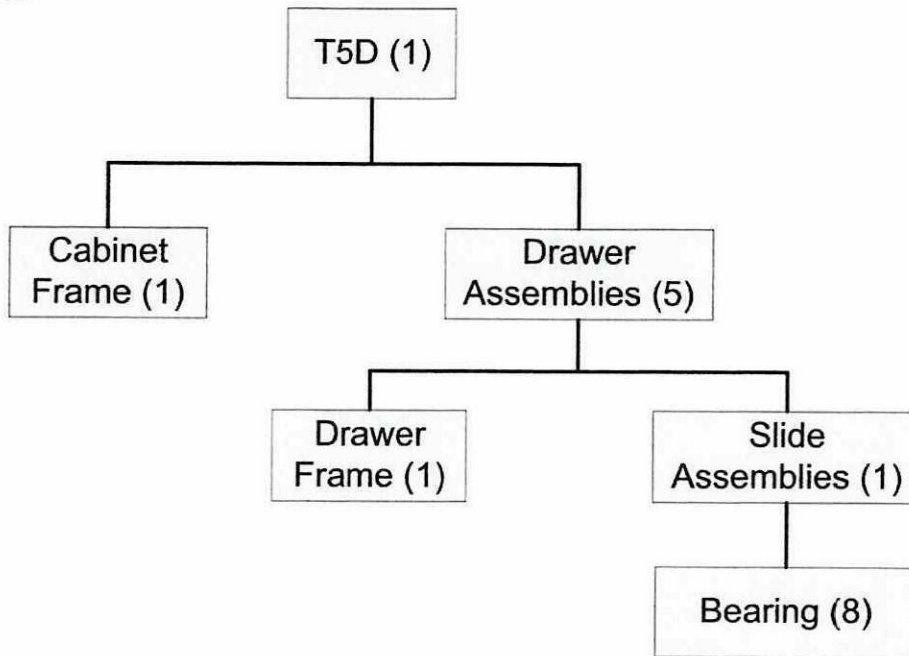 T5D (1)
Cabinet
Frame (1)
Drawer
Assemblies (5)
Drawer
Frame (1)
Slide
Assemblies (1)
Bearing (8)